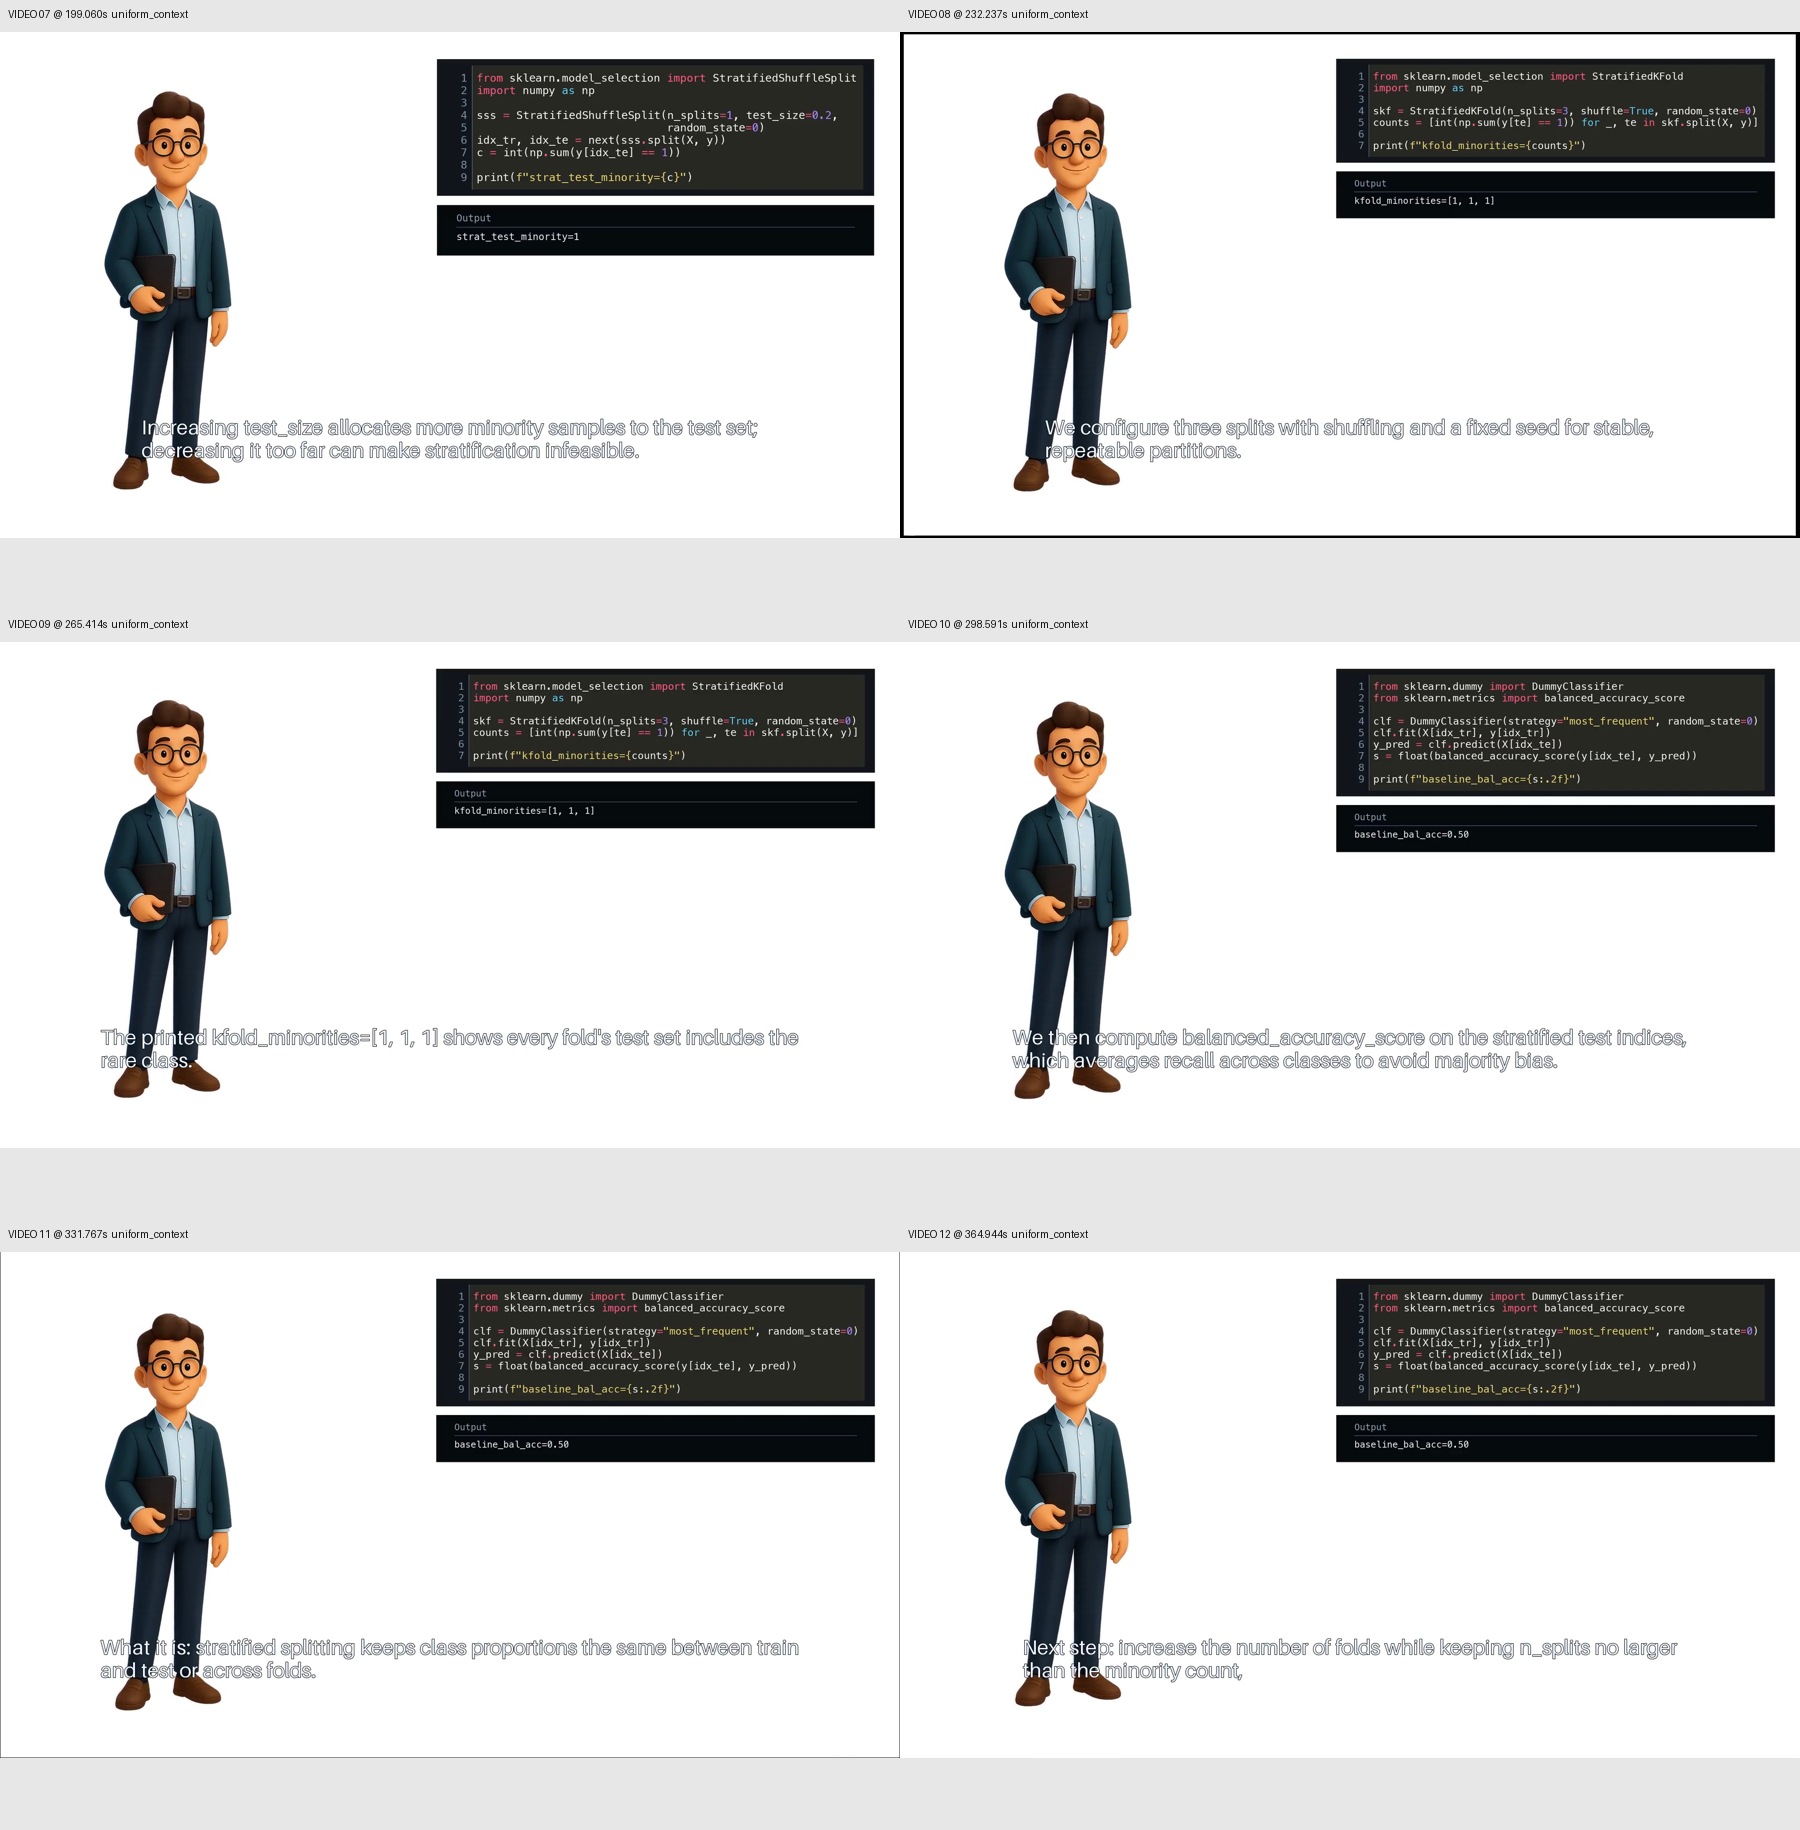 VIDEO 07 @ 199.060s uniform_context
1 from sklearn.model_selection import StratifiedShuffleSplit
2 import numpy as np
3
4 sss = StratifiedShuffleSplit(n_splits=1, test_size=0.2,
5 random_state=0)
6 idx_tr, idx_te = next(sss.split(X, y))
7 c = int(np.sum(y[idx_te] == 1))
8
9 print(f"strat_test_minority={c}")
Output
strat_test_minority=1
Increasing test_size allocates more minority samples to the test set;
decreasing it too far can make stratification infeasible.
VIDEO 08 @ 232.237s uniform_context
1 from sklearn.model_selection import StratifiedKFold
2 import numpy as np
3
4 skf = StratifiedKFold(n_splits=3, shuffle=True, random_state=0)
5 counts = [int(np.sum(y[te] == 1)) for _, te in skf.split(X, y)]
6
7 print(f"kfold_minorities={counts}")
Output
kfold_minorities=[1, 1, 1]
We configure three splits with shuffling and a fixed seed for stable,
repeatable partitions.
VIDEO 09 @ 265.414s uniform_context
1 from sklearn.model_selection import StratifiedKFold
2 import numpy as np
3
4 skf = StratifiedKFold(n_splits=3, shuffle=True, random_state=0)
5 counts = [int(np.sum(y[te] == 1)) for _, te in skf.split(X, y)]
6
7 print(f"kfold_minorities={counts}")
Output
kfold_minorities=[1, 1, 1]
The printed kfold_minorities=[1, 1, 1] shows every fold's test set includes the
rare class.
VIDEO 10 @ 298.591s uniform_context
1 from sklearn.dummy import DummyClassifier
2 from sklearn.metrics import balanced_accuracy_score
3
4 clf = DummyClassifier(strategy="most_frequent", random_state=0)
5 clf.fit(X[idx_tr], y[idx_tr])
6 y_pred = clf.predict(X[idx_te])
7 s = float(balanced_accuracy_score(y[idx_te], y_pred))
8
9 print(f"baseline_bal_acc={s:.2f}")
Output
baseline_bal_acc=0.50
We then compute balanced_accuracy_score on the stratified test indices,
which averages recall across classes to avoid majority bias.
VIDEO 11 @ 331.767s uniform_context
1 from sklearn.dummy import DummyClassifier
2 from sklearn.metrics import balanced_accuracy_score
3
4 clf = DummyClassifier(strategy="most_frequent", random_state=0)
5 clf.fit(X[idx_tr], y[idx_tr])
6 y_pred = clf.predict(X[idx_te])
7 s = float(balanced_accuracy_score(y[idx_te], y_pred))
8
9 print(f"baseline_bal_acc={s:.2f}")
Output
baseline_bal_acc=0.50
What it is: stratified splitting keeps class proportions the same between train
and test or across folds.
VIDEO 12 @ 364.944s uniform_context
1 from sklearn.dummy import DummyClassifier
2 from sklearn.metrics import balanced_accuracy_score
3
4 clf = DummyClassifier(strategy="most_frequent", random_state=0)
5 clf.fit(X[idx_tr], y[idx_tr])
6 y_pred = clf.predict(X[idx_te])
7 s = float(balanced_accuracy_score(y[idx_te], y_pred))
8
9 print(f"baseline_bal_acc={s:.2f}")
Output
baseline_bal_acc=0.50
Next step: increase the number of folds while keeping n_splits no larger
than the minority count,